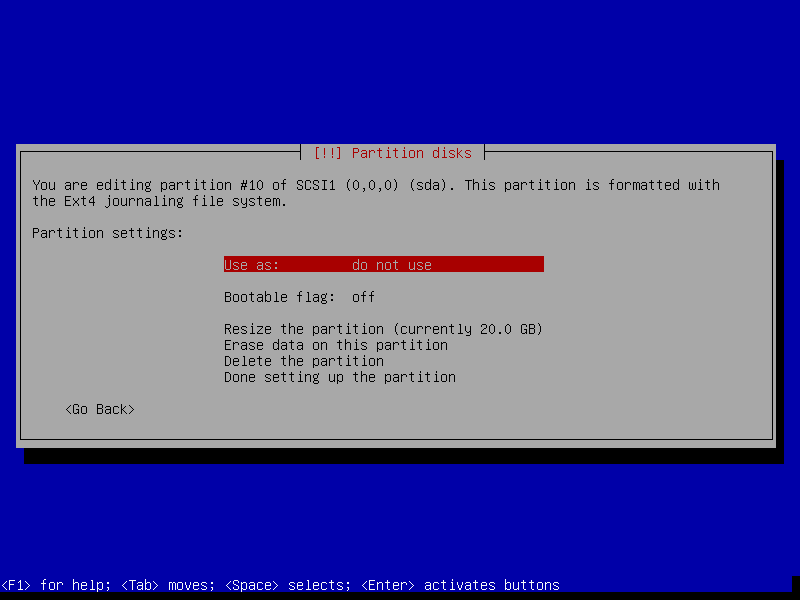 [!!] Partition disks
You are editing partition #10 of SCSI1 (0,0,0) (sda). This partition is formatted with
the Ext4 journaling file system.
Partition settings:
Use as: do not use
Bootable flag: off
Resize the partition (currently 20.0 GB)
Erase data on this partition
Delete the partition
Done setting up the partition
<Go Back>
<F1> for help; <Tab> moves; <Space> selects; <Enter> activates buttons